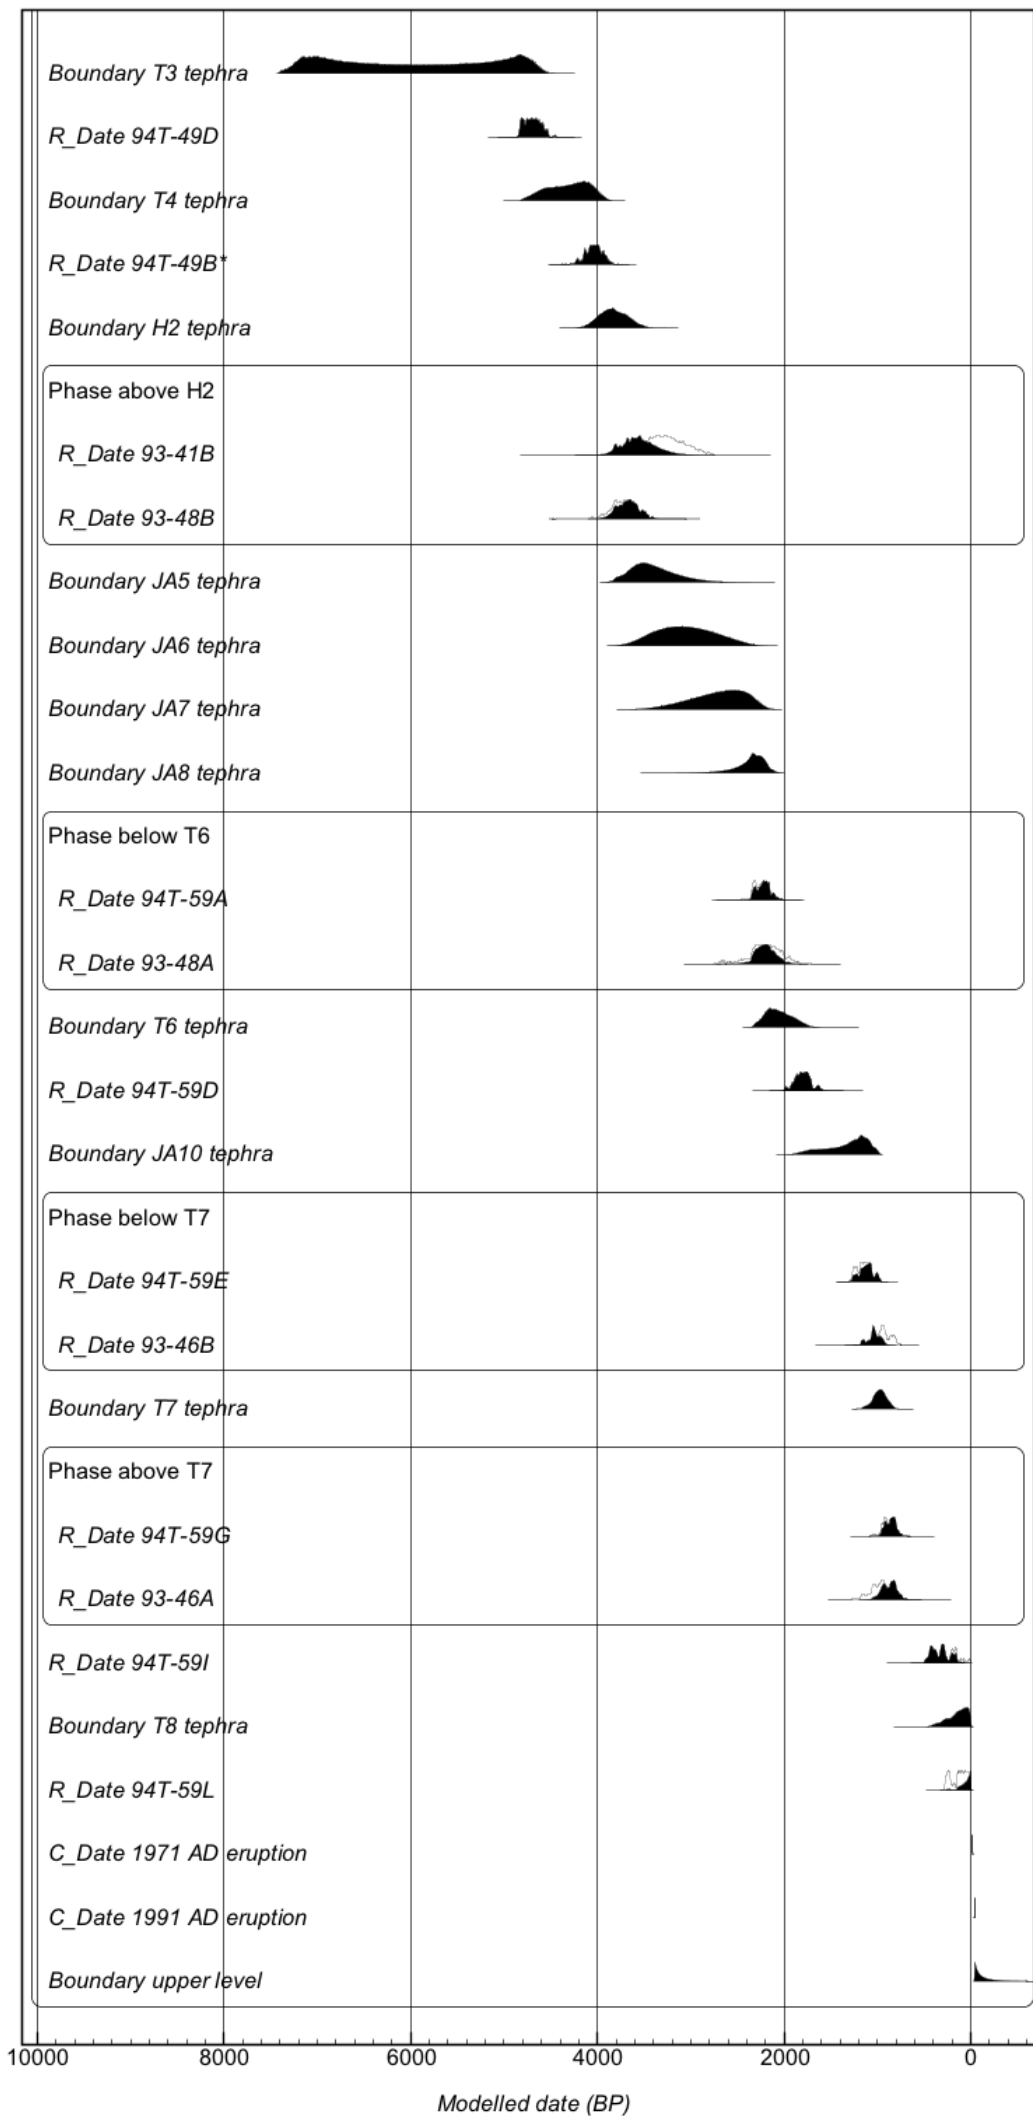 Boundary T3 tephra
R_Date 94T-49D
Boundary T4 tephra
R_Date 94T-49B*
Boundary H2 tephra
Phase above H2
R_Date 93-41B
R_Date 93-48B
Boundary JA5 tephra
Boundary JA6 tephra
Boundary JA7 tephra
Boundary JA8 tephra
Phase below T6
R_Date 94T-59A
R_Date 93-48A
Boundary T6 tephra
R_Date 94T-59D
Boundary JA10 tephra
Phase below T7
R_Date 94T-59E
R_Date 93-46B
Boundary T7 tephra
Phase above T7
R_Date 94T-59G
R_Date 93-46A
R_Date 94T-59I
Boundary T8 tephra
R_Date 94T-59L
C_Date 1971 AD eruption
C_Date 1991 AD eruption
Boundary upper level
10000 8000 6000 4000 2000 0
Modelled date (BP)